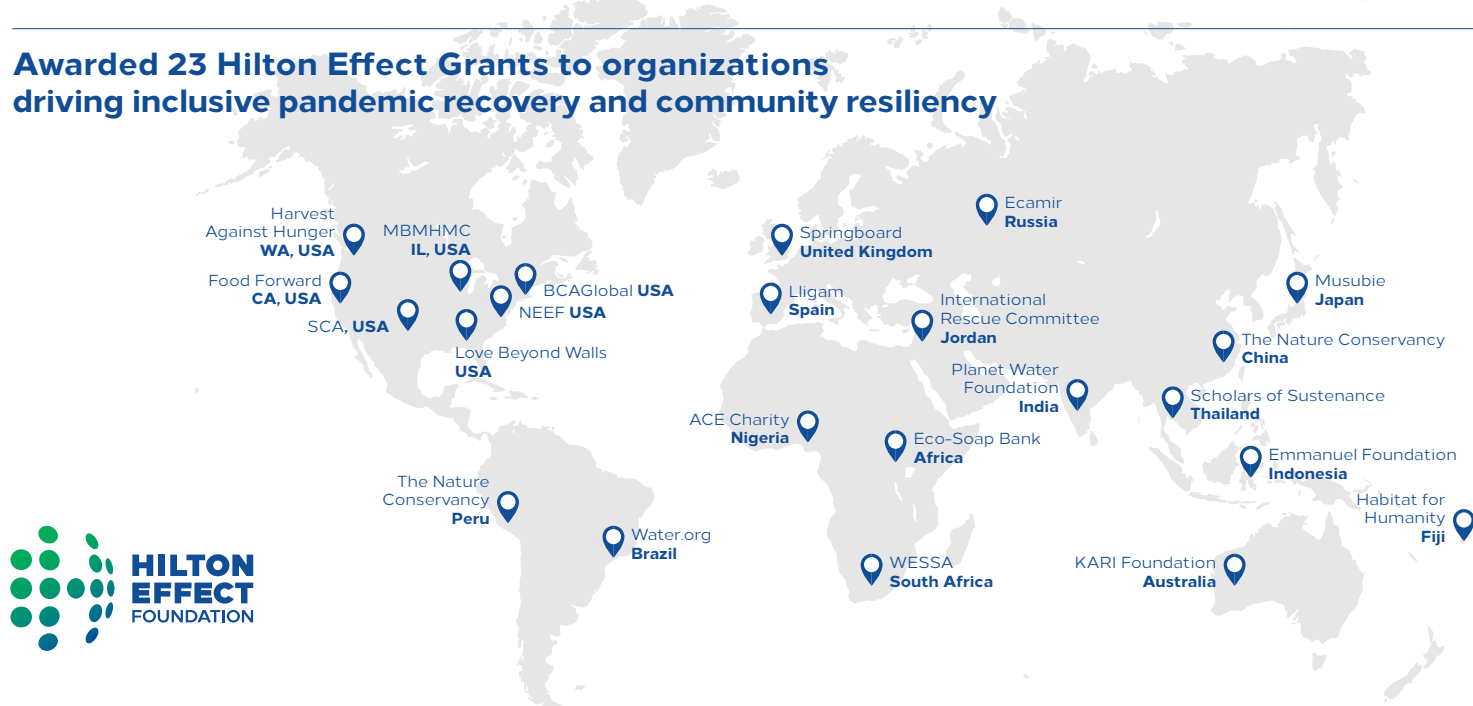 Awarded 23 Hilton Effect Grants to organizations
driving inclusive pandemic recovery and community resiliency
Harvest
Against Hunger
WA, USA
MBMHMC
IL, USA
Food Forward
CA, USA
SCA, USA
BCAGlobal USA
NEEF USA
Love Beyond Walls
USA
Springboard
United Kingdom
Ecamir
Russia
Lligam
Spain
International
Rescue Committee
Jordan
Musubie
Japan
The Nature Conservancy
China
Planet Water
Foundation
India
Scholars of Sustenance
Thailand
ACE Charity
Nigeria
Eco-Soap Bank
Africa
Emmanuel Foundation
Indonesia
The Nature
Conservancy
Peru
Water.org
Brazil
Habitat for
Humanity
Fiji
WESSA
South Africa
KARI Foundation
Australia
HILTON
EFFECT
FOUNDATION